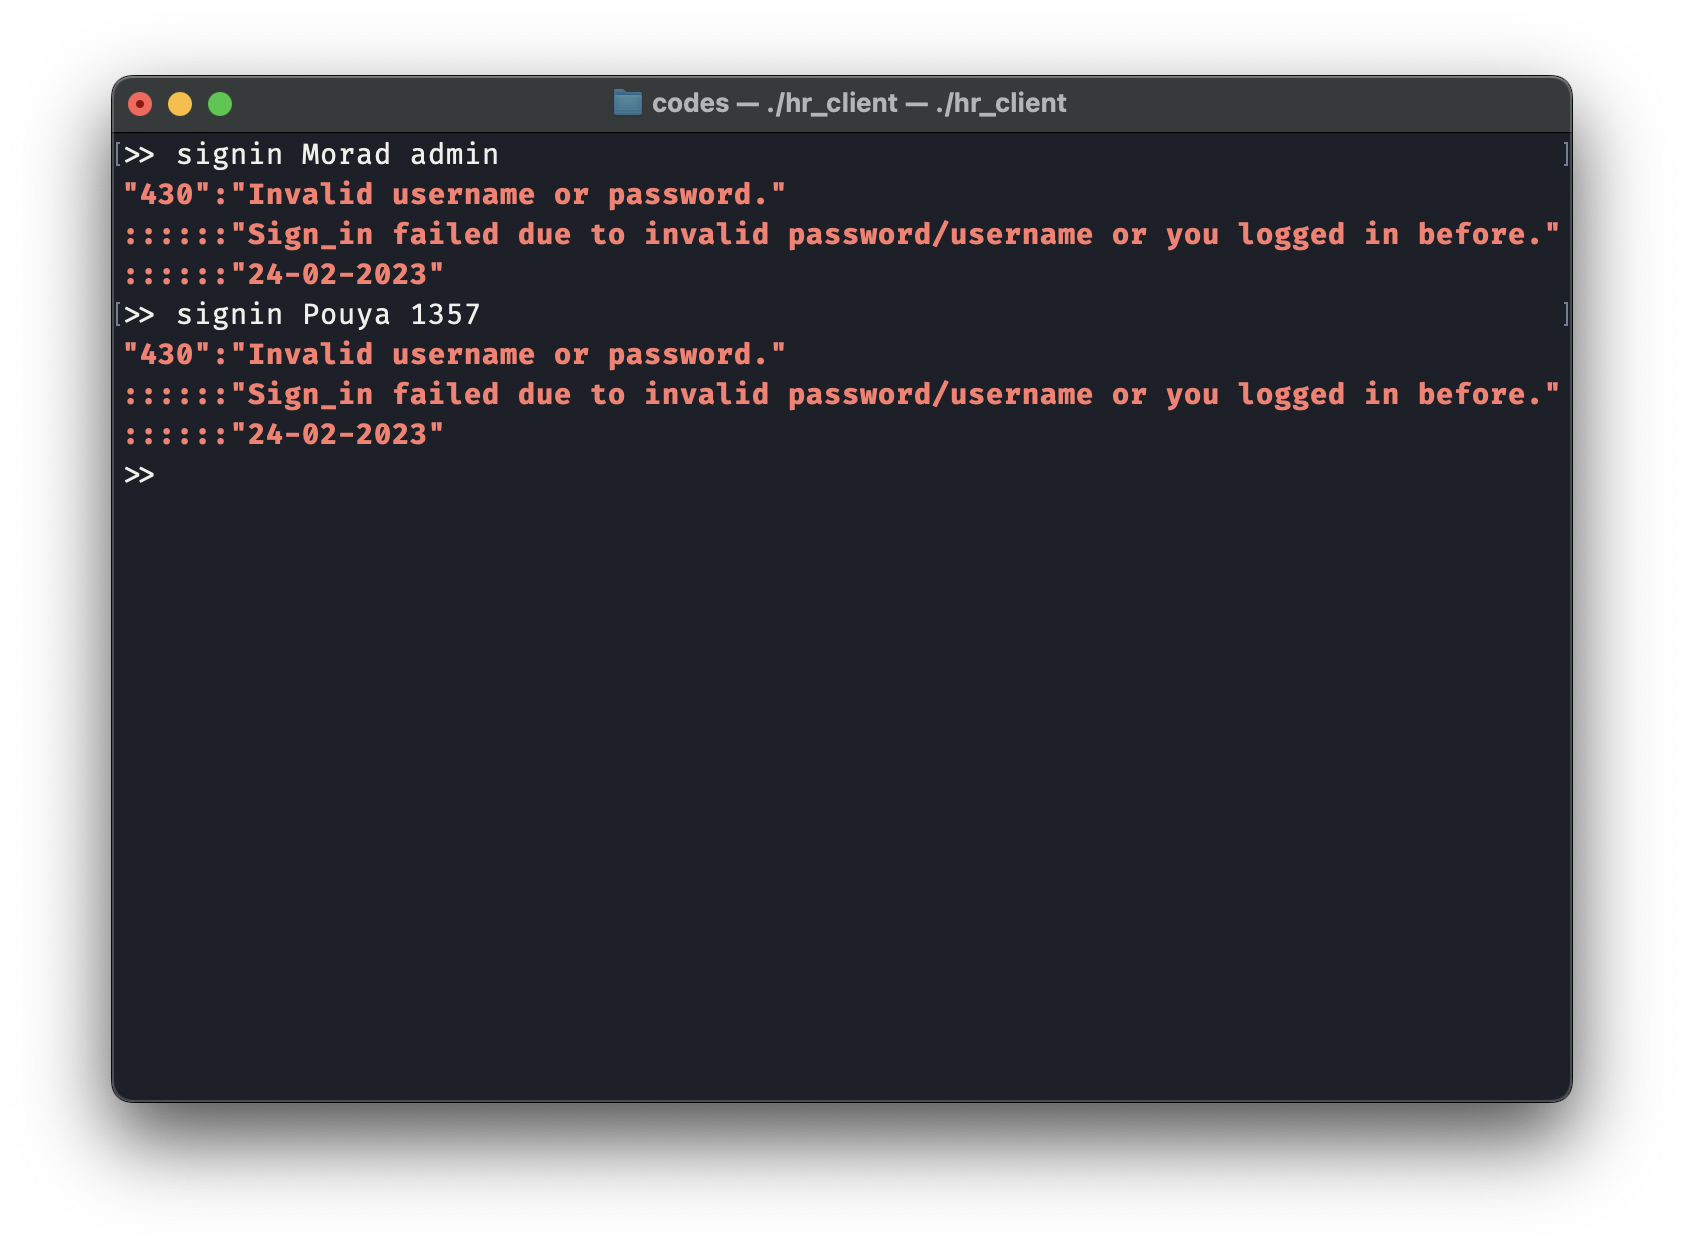 codes — ./hr_client — ./hr_client
[>> signin Morad admin ]
"430":"Invalid username or password."
::::::"Sign_in failed due to invalid password/username or you logged in before."
::::::"24-02-2023"
[>> signin Pouya 1357 ]
"430":"Invalid username or password."
::::::"Sign_in failed due to invalid password/username or you logged in before."
::::::"24-02-2023"
>>